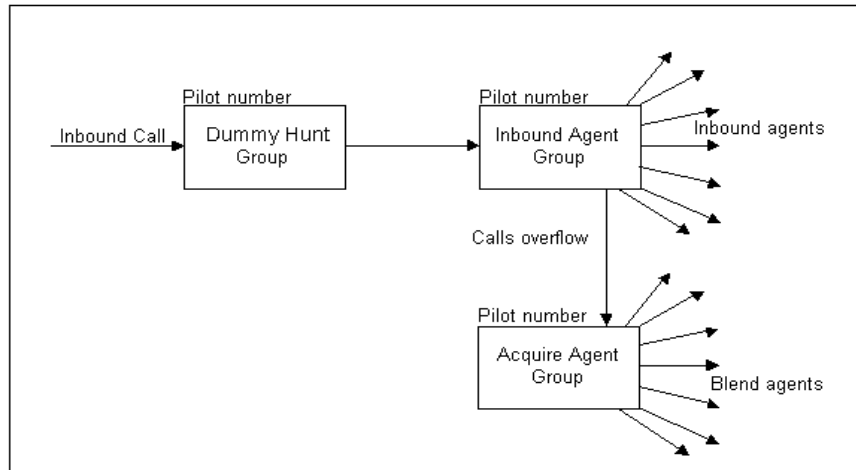 Pilot number
Pilot number
Inbound Call
Dummy Hunt
Group
Inbound Agent
Group
Inbound agents
Calls overflow
Pilot number
Acquire Agent
Group
Blend agents